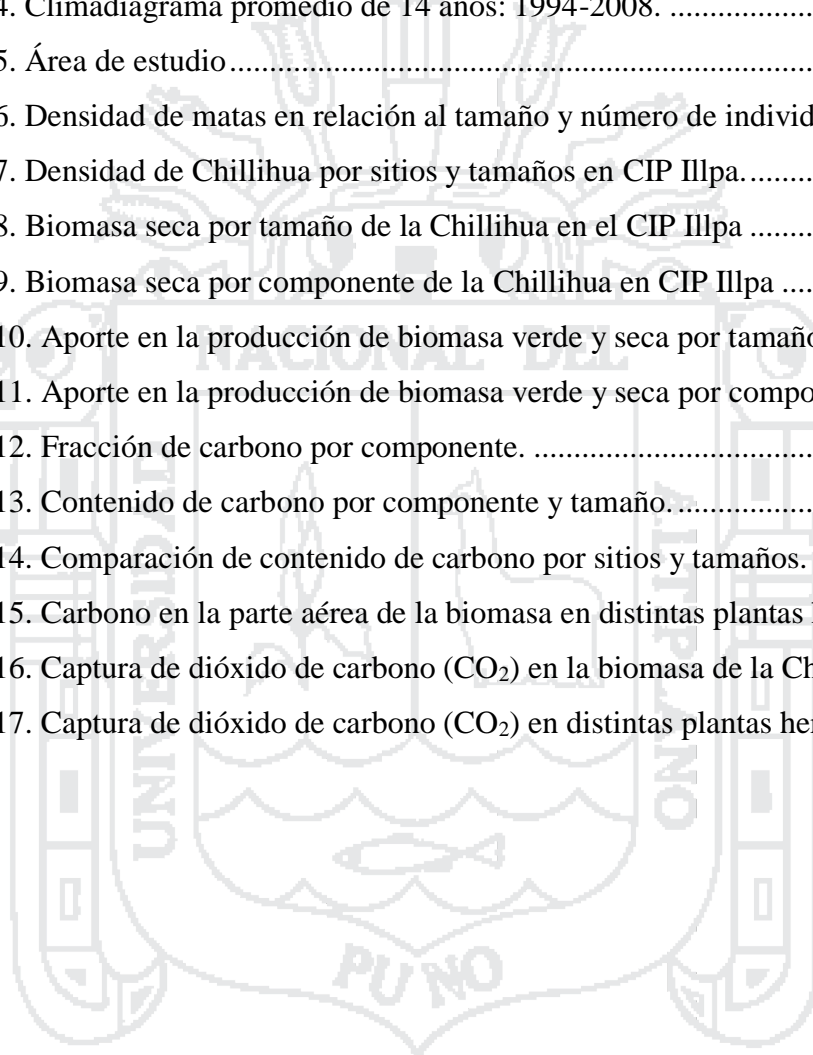 4. Climadiagrama promedio de 14 años: 1994-2008. ....................
5. Área de estudio..............................................................................
6. Densidad de matas en relación al tamaño y número de individ
7. Densidad de Chillihua por sitios y tamaños en CIP Illpa..........
8. Biomasa seca por tamaño de la Chillihua en el CIP Illpa ..........
9. Biomasa seca por componente de la Chillihua en CIP Illpa ....
10. Aporte en la producción de biomasa verde y seca por tamaño
11. Aporte en la producción de biomasa verde y seca por compo
12. Fracción de carbono por componente. ....................................
13. Contenido de carbono por componente y tamaño...................
14. Comparación de contenido de carbono por sitios y tamaños.
15. Carbono en la parte aérea de la biomasa en distintas plantas
16. Captura de dióxido de carbono (CO₂) en la biomasa de la Ch
17. Captura de dióxido de carbono (CO₂) en distintas plantas her
UNIVERSIDAD
NACIONAL DEL
ALTIPLANO
PUNO